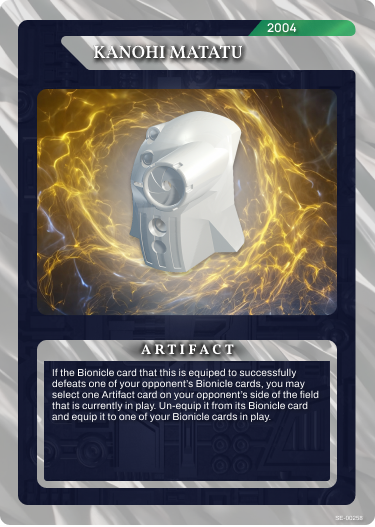 2004
KANOHI MATATU
ARTIFACT
If the Bionicle card that this is equiped to successfully
defeats one of your opponent's Bionicle cards, you may
select one Artifact card on your opponent's side of the field
that is currently in play. Un-equip it from its Bionicle card
and equip it to one of your Bionicle cards in play.
SE-00258